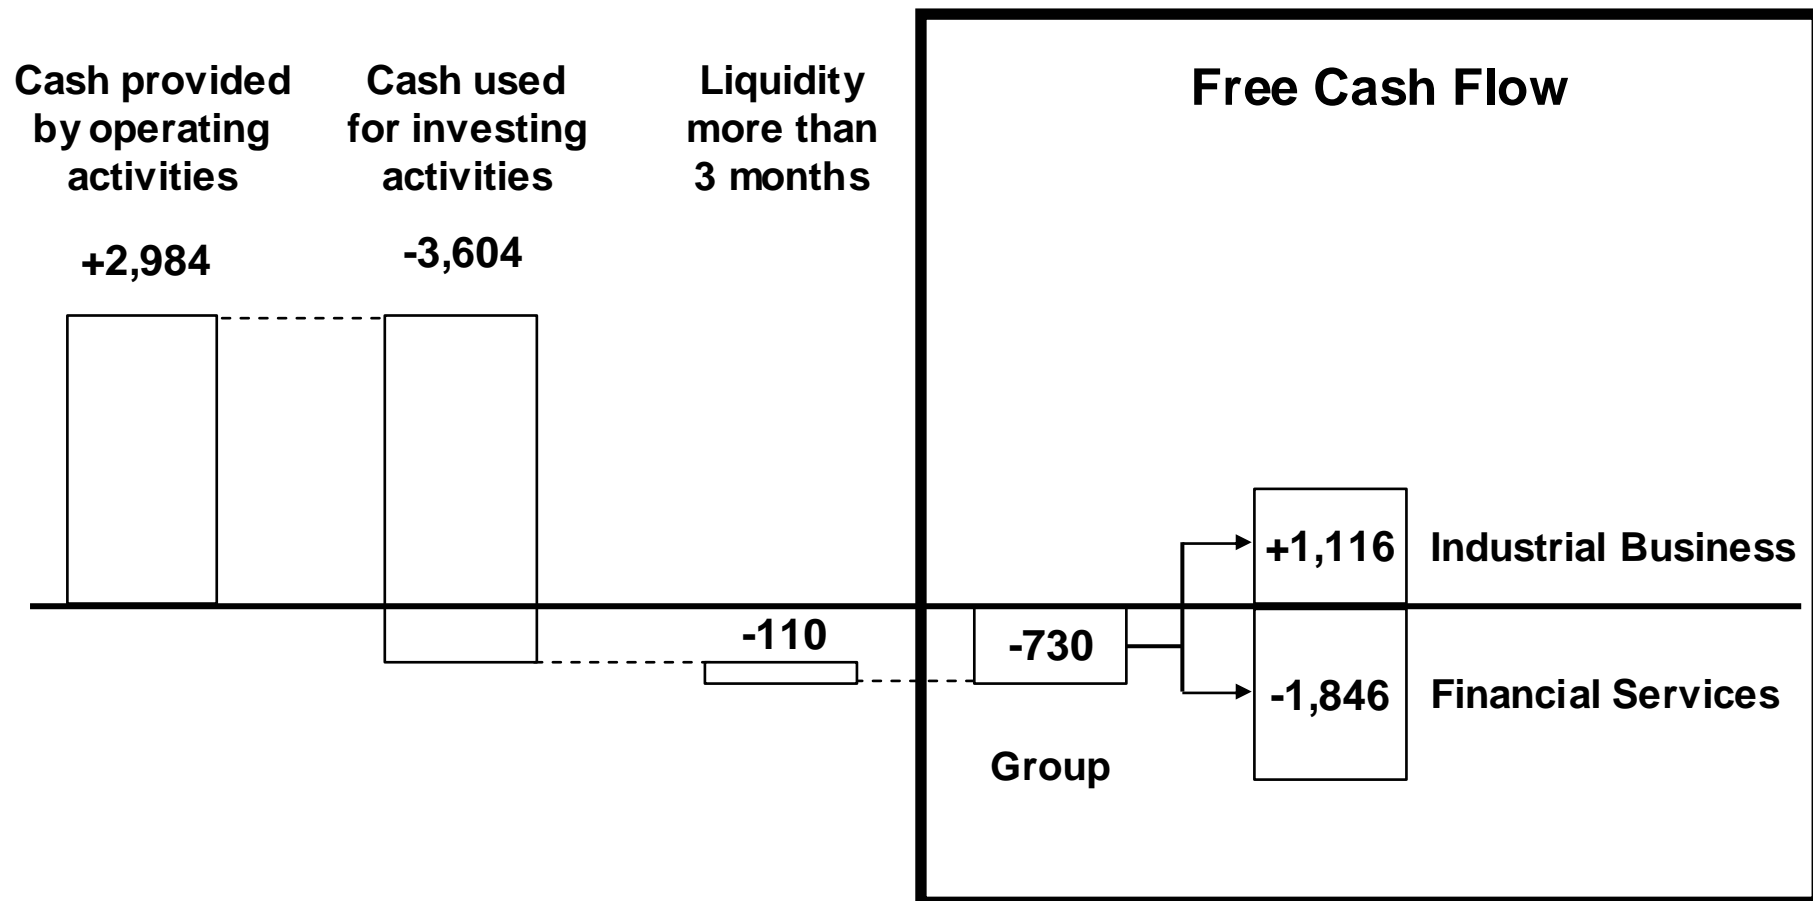 Cash provided
by operating
activities
+2,984
Cash used
for investing
activities
-3,604
Liquidity
more than
3 months
-110
Free Cash Flow
-730
Group
+1,116
Industrial Business
-1,846
Financial Services